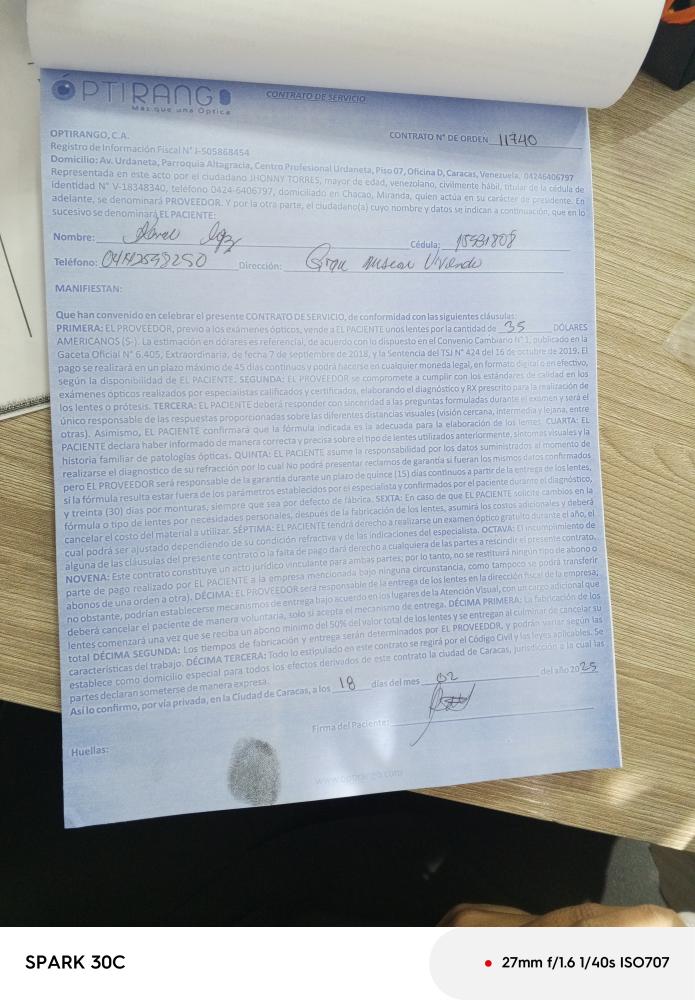 ÓPTIRANGO
Más que una Óptica
CONTRATO DE SERVICIO
CONTRATO N° DE ORDEN 11740
OPTIRANGO, C.A.
Registro de Información Fiscal N° J-505868454
Domicilio: Av. Urdaneta, Parroquia Altagracia, Centro Profesional Urdaneta, Piso 07, Oficina D, Caracas, Venezuela. 04246406797
Representada en este acto por el ciudadano JHONNY TORRES, mayor de edad, venezolano, civilmente hábil, titular de la cédula de
identidad N° V-18348340, teléfono 0424-6406797, domiciliado en Chacao, Miranda, quien actúa en su carácter de presidente. En
adelante, se denominará PROVEEDOR. Y por la otra parte, el ciudadano(a) cuyo nombre y datos se indican a continuación, que en lo
sucesivo se denominará EL PACIENTE:
Nombre: Cédula:
Teléfono: Dirección: Gran Vivienda
MANIFIESTAN:
Que han convenido en celebrar el presente CONTRATO DE SERVICIO, de conformidad con las siguientes cláusulas:
PRIMERA: EL PROVEEDOR, previo a los exámenes ópticos, vende a EL PACIENTE unos lentes por la cantidad de 35 DÓLARES
AMERICANOS ($-). La estimación en dólares es referencial, de acuerdo con lo dispuesto en el Convenio Cambiario N° 1, publicado en la
Gaceta Oficial N° 6.405, Extraordinaria, de fecha 7 de septiembre de 2018, y la Sentencia del TSJ N° 424 del 16 de octubre de 2019. El
pago se realizará en un plazo máximo de 45 días continuos y podrá hacerse en cualquier moneda legal, en formato digital o en efectivo,
según la disponibilidad de EL PACIENTE. SEGUNDA: EL PROVEEDOR se compromete a cumplir con los estándares de calidad en los
exámenes ópticos realizados por especialistas calificados y certificados, elaborando el diagnóstico y RX prescrito para la realización de
los lentes o prótesis. TERCERA: EL PACIENTE deberá responder con sinceridad a las preguntas formuladas durante el examen y será el
único responsable de las respuestas proporcionadas sobre las diferentes distancias visuales (visión cercana, intermedia y lejana, entre
otras). Asimismo, EL PACIENTE confirmará que la fórmula indicada es la adecuada para la elaboración de los lentes. CUARTA: EL
PACIENTE declara haber informado de manera correcta y precisa sobre el tipo de lentes utilizados anteriormente, síntomas visuales y la
historia familiar de patologías ópticas. QUINTA: EL PACIENTE asume la responsabilidad por los datos suministrados al momento de
realizarse el diagnostico de su refracción por lo cual No podrá presentar reclamos de garantía si fueran los mismos datos confirmados
pero EL PROVEEDOR será responsable de la garantía durante un plazo de quince (15) días continuos a partir de la entrega de los lentes,
si la fórmula resulta estar fuera de los parámetros establecidos por el especialista y confirmados por el paciente durante el diagnóstico,
y treinta (30) días por monturas, siempre que sea por defecto de fábrica. SEXTA: En caso de que EL PACIENTE solicite cambios en la
fórmula o tipo de lentes por necesidades personales, después de la fabricación de los lentes, asumirá los costos adicionales y deberá
cancelar el costo del material a utilizar. SÉPTIMA: EL PACIENTE tendrá derecho a realizarse un examen óptico gratuito durante el año, el
cual podrá ser ajustado dependiendo de su condición refractiva y de las indicaciones del especialista. OCTAVA: El incumplimiento de
alguna de las cláusulas del presente contrato o la falta de pago dará derecho a cualquiera de las partes a rescindir el presente contrato.
NOVENA: Este contrato constituye un acto jurídico vinculante para ambas partes; por lo tanto, no se restituirá ningún tipo de abono o
parte de pago realizado por EL PACIENTE a la empresa mencionada bajo ninguna circunstancia, como tampoco se podrá transferir
abonos de una orden a otra). DÉCIMA: EL PROVEEDOR será responsable de la entrega de los lentes en la dirección fiscal de la empresa;
no obstante, podrían establecerse mecanismos de entrega bajo acuerdo en los lugares de la Atención Visual, con un cargo adicional que
deberá cancelar el paciente de manera voluntaria, solo si acepta el mecanismo de entrega. DÉCIMA PRIMERA: La fabricación de los
lentes comenzará una vez que se reciba un abono mínimo del 50% del valor total de los lentes y se entregan al culminar de cancelar su
total DÉCIMA SEGUNDA: Los tiempos de fabricación y entrega serán determinados por EL PROVEEDOR, y podrán variar según las
características del trabajo. DÉCIMA TERCERA: Todo lo estipulado en este contrato se regirá por el Código Civil y las leyes aplicables. Se
establece como domicilio especial para todos los efectos derivados de este contrato la ciudad de Caracas, jurisdicción a la cual las
partes declaran someterse de manera expresa.
Así lo confirmo, por vía privada, en la Ciudad de Caracas, a los 18 días del mes 02 del año 2025
Firma del Paciente:
Huellas:
www.optirango.com
SPARK 30C
27mm f/1.6 1/40s ISO707